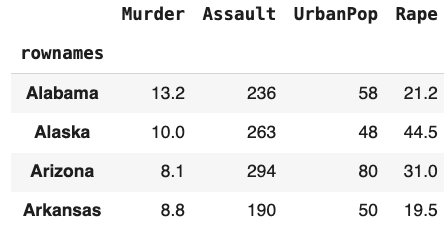 Murder Assault UrbanPop Rape
rownames
Alabama 13.2 236 58 21.2
Alaska 10.0 263 48 44.5
Arizona 8.1 294 80 31.0
Arkansas 8.8 190 50 19.5